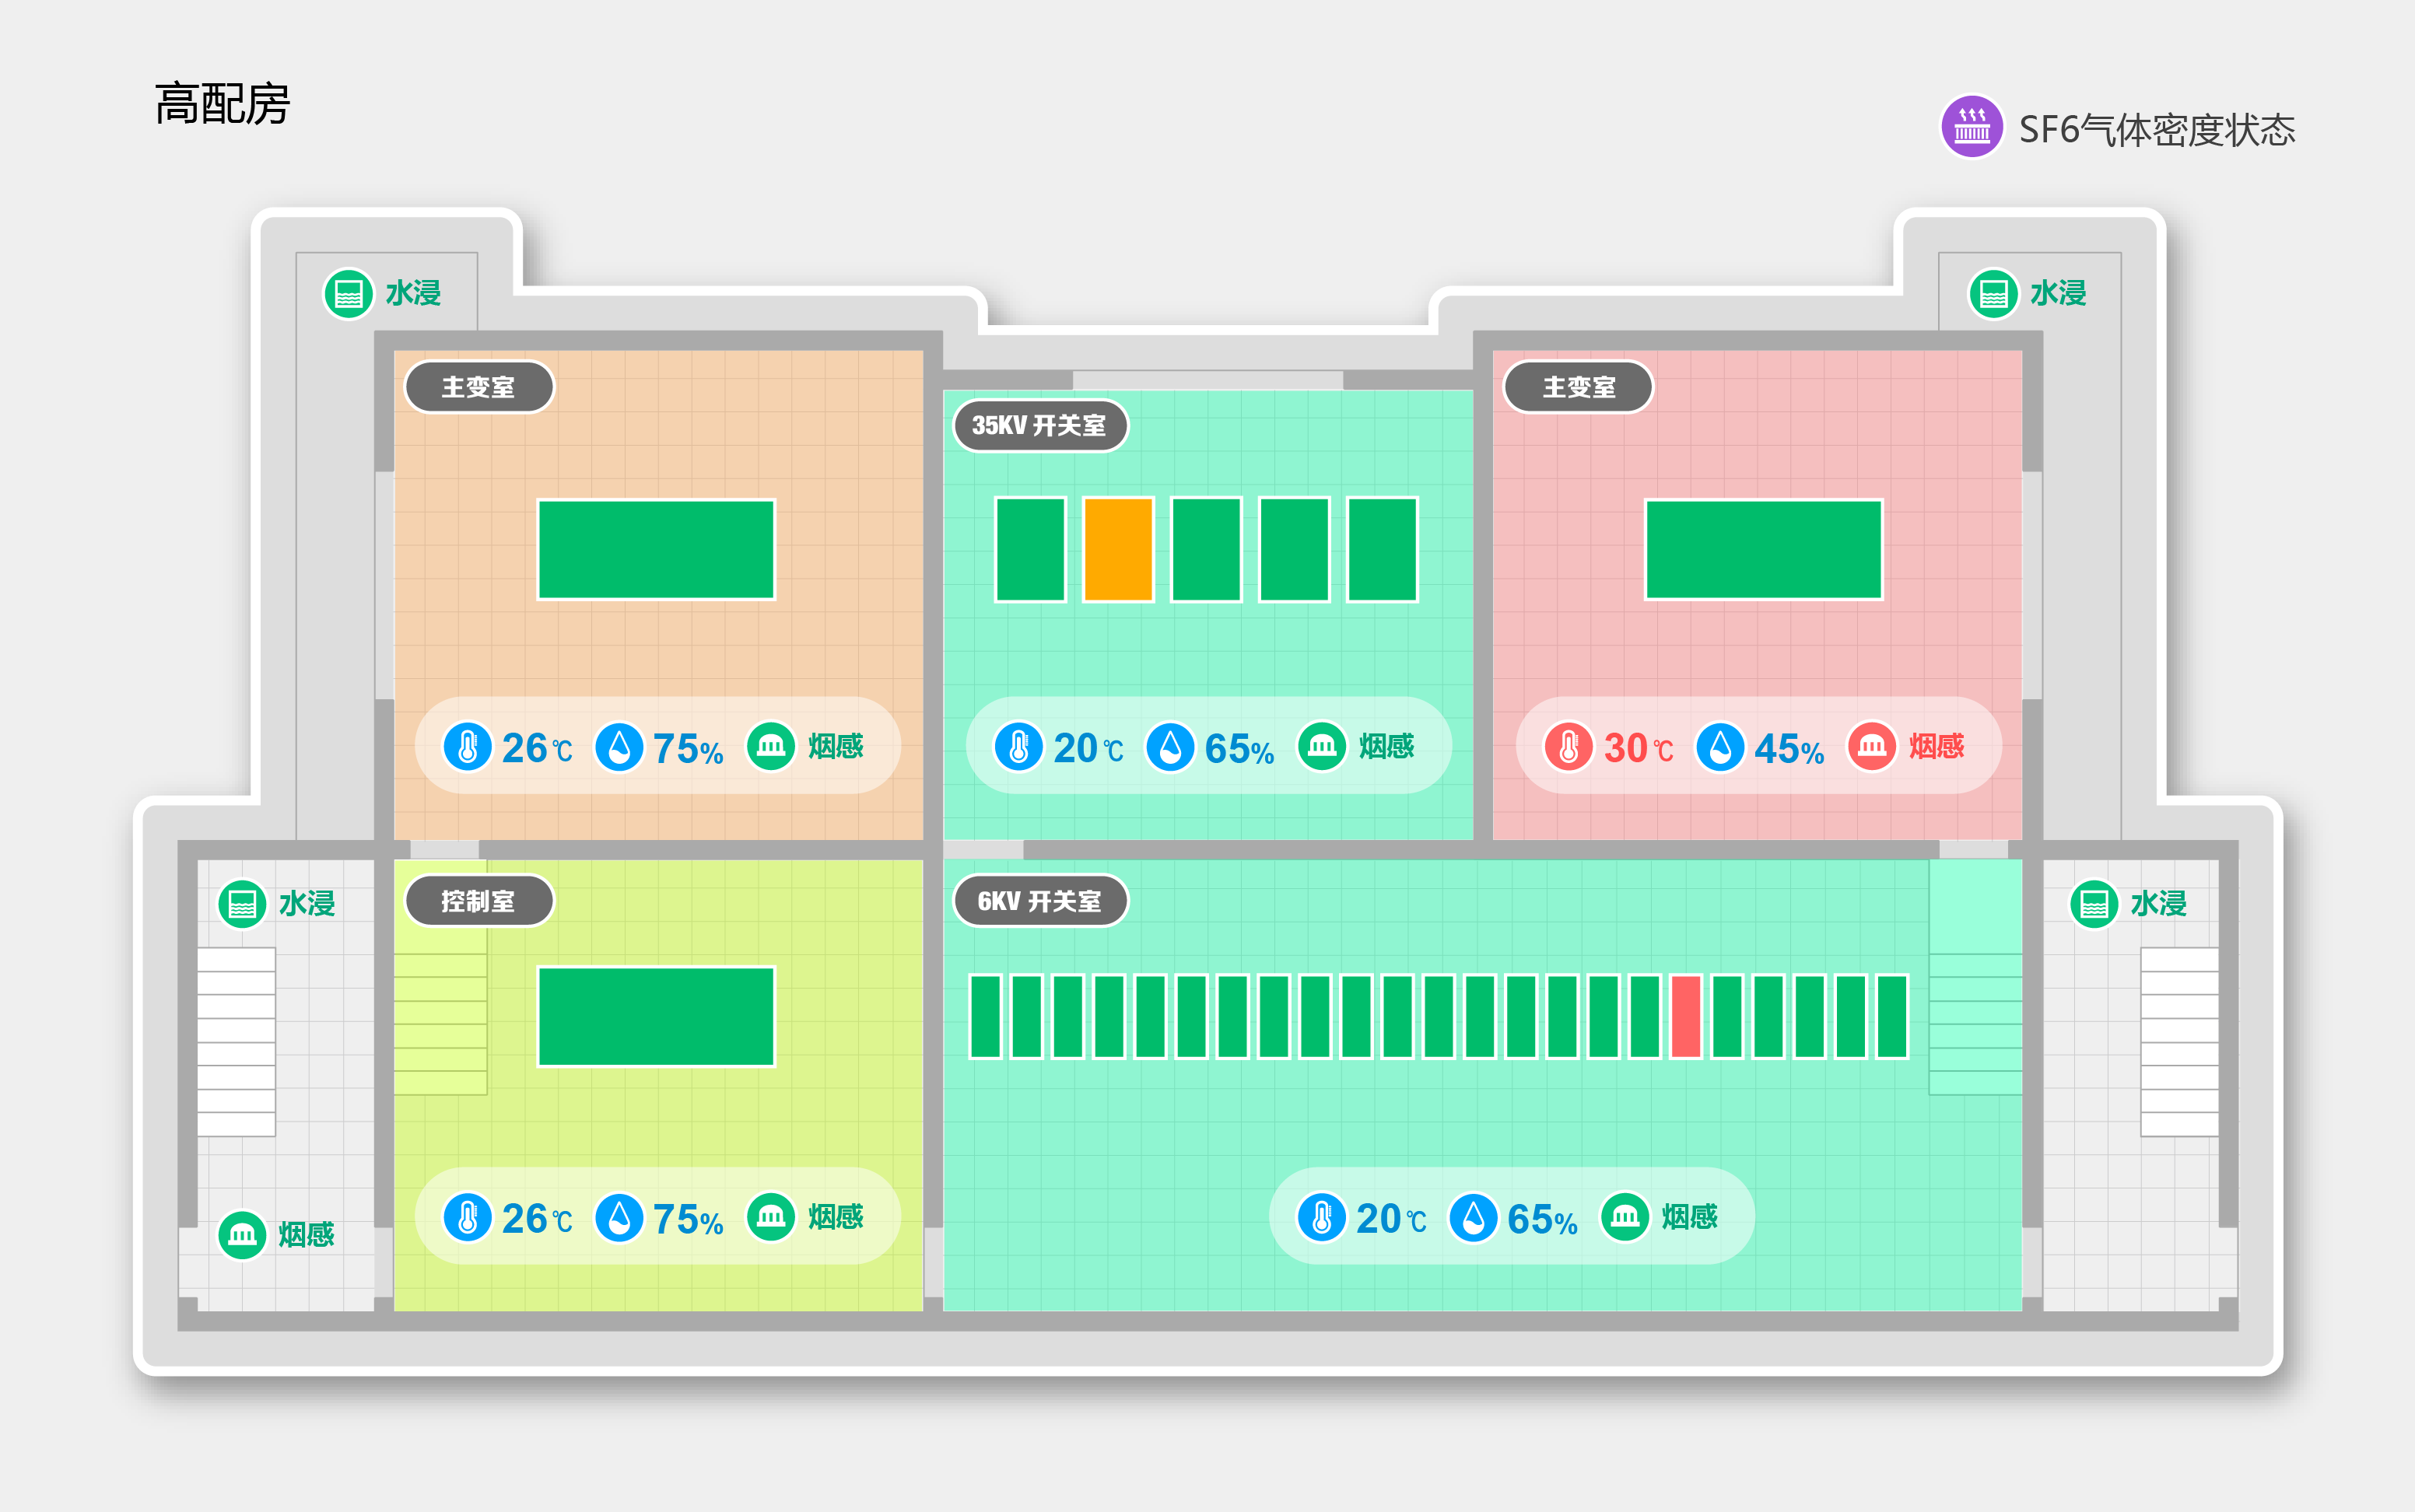 高配房
SF6气体密度状态
水浸
水浸
主变室
35KV 开关室
主变室
26℃ 75% 烟感
20℃ 65% 烟感
30℃ 45% 烟感
水浸
控制室
6KV 开关室
水浸
烟感
26℃ 75% 烟感
20℃ 65% 烟感